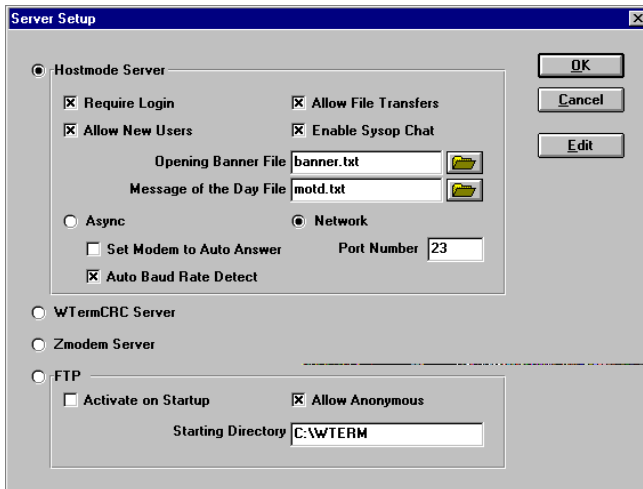 Server Setup
Hostmode Server
OK
Require Login
Allow File Transfers
Cancel
Allow New Users
Enable Sysop Chat
Edit
Opening Banner File banner.txt
Message of the Day File motd.txt
Async
Network
Set Modem to Auto Answer
Port Number 23
Auto Baud Rate Detect
WTermCRC Server
Zmodem Server
FTP
Activate on Startup
Allow Anonymous
Starting Directory C:\WTERM